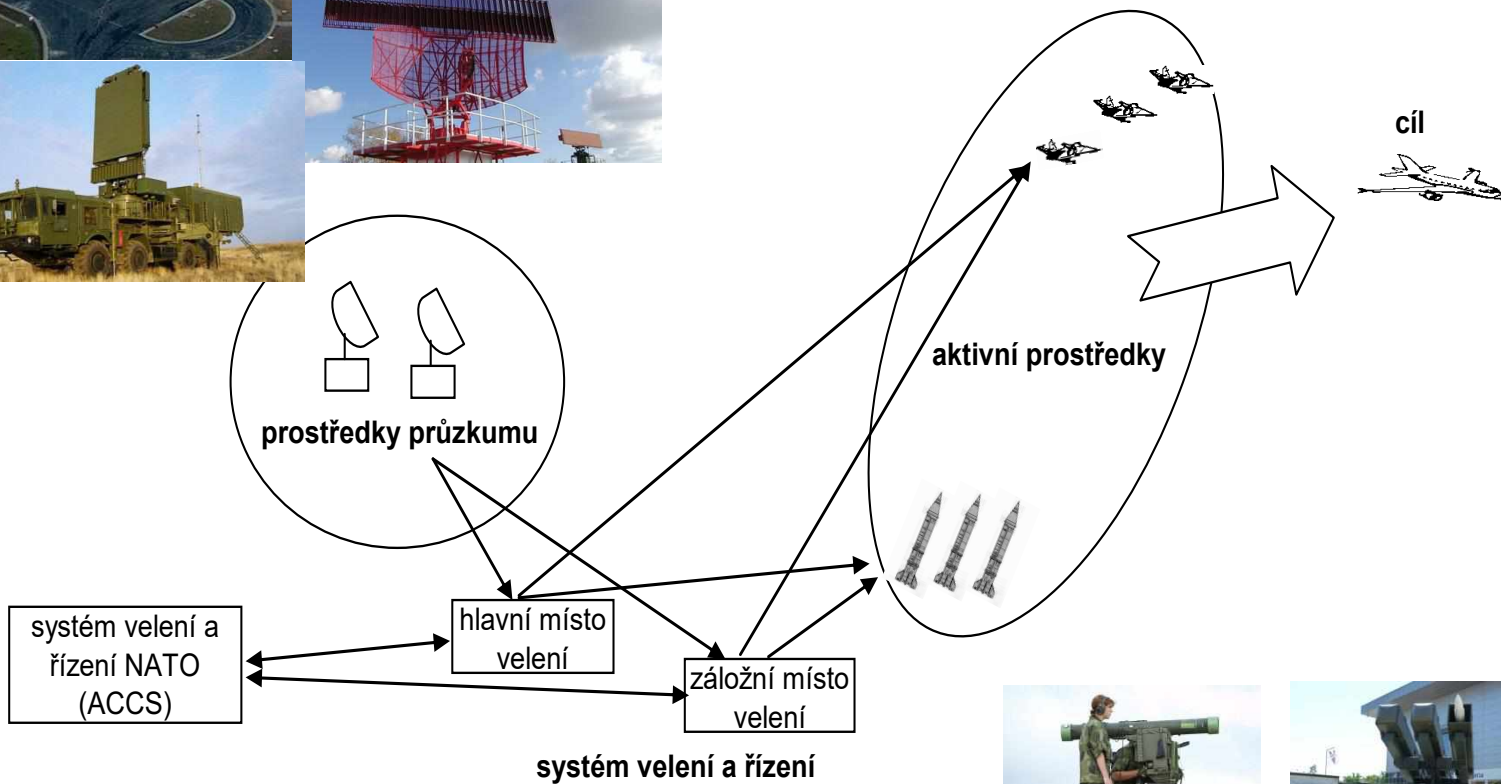 cíl
aktivní prostředky
prostředky průzkumu
systém velení a
řízení NATO
(ACCS)
hlavní místo
velení
záložní místo
velení
systém velení a řízení